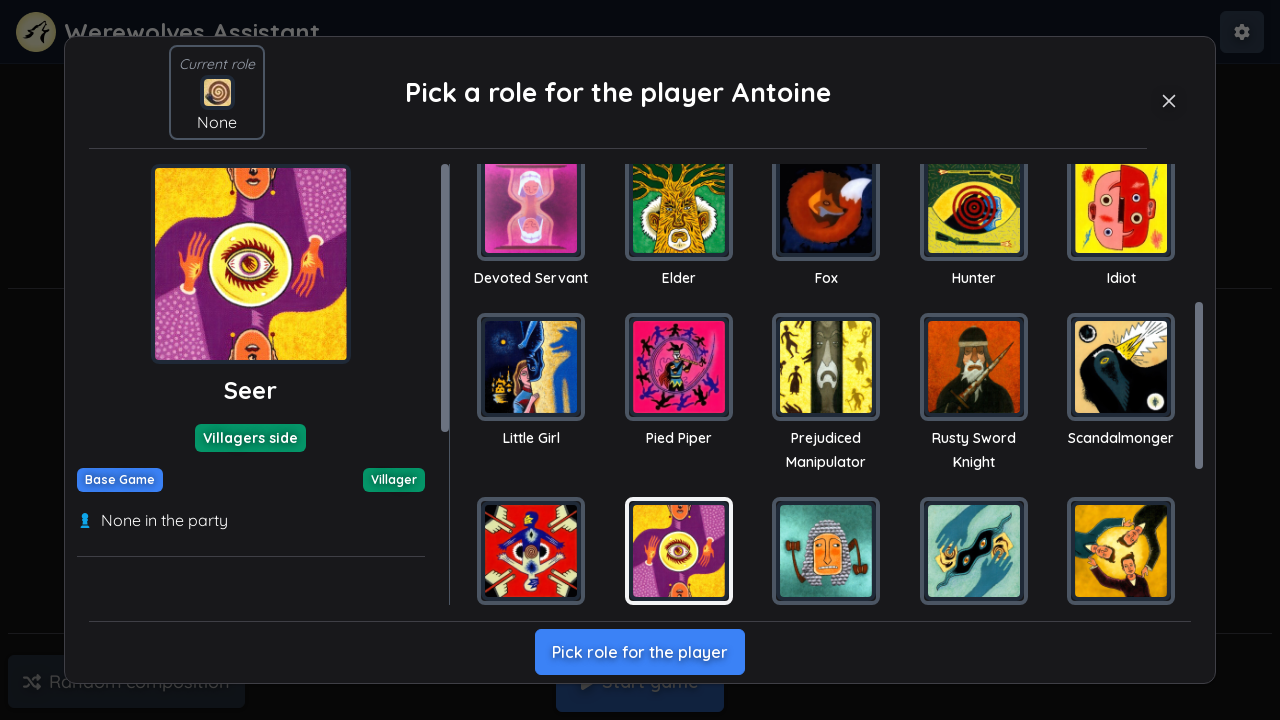 Werewolves Assistant
Current role
None
Pick a role for the player Antoine
Seer
Villagers side
Base Game
Villager
None in the party
Devoted Servant
Elder
Fox
Hunter
Idiot
Little Girl
Pied Piper
Prejudiced
Manipulator
Rusty Sword
Knight
Scandalmonger
Pick role for the player
Random composition
Start game